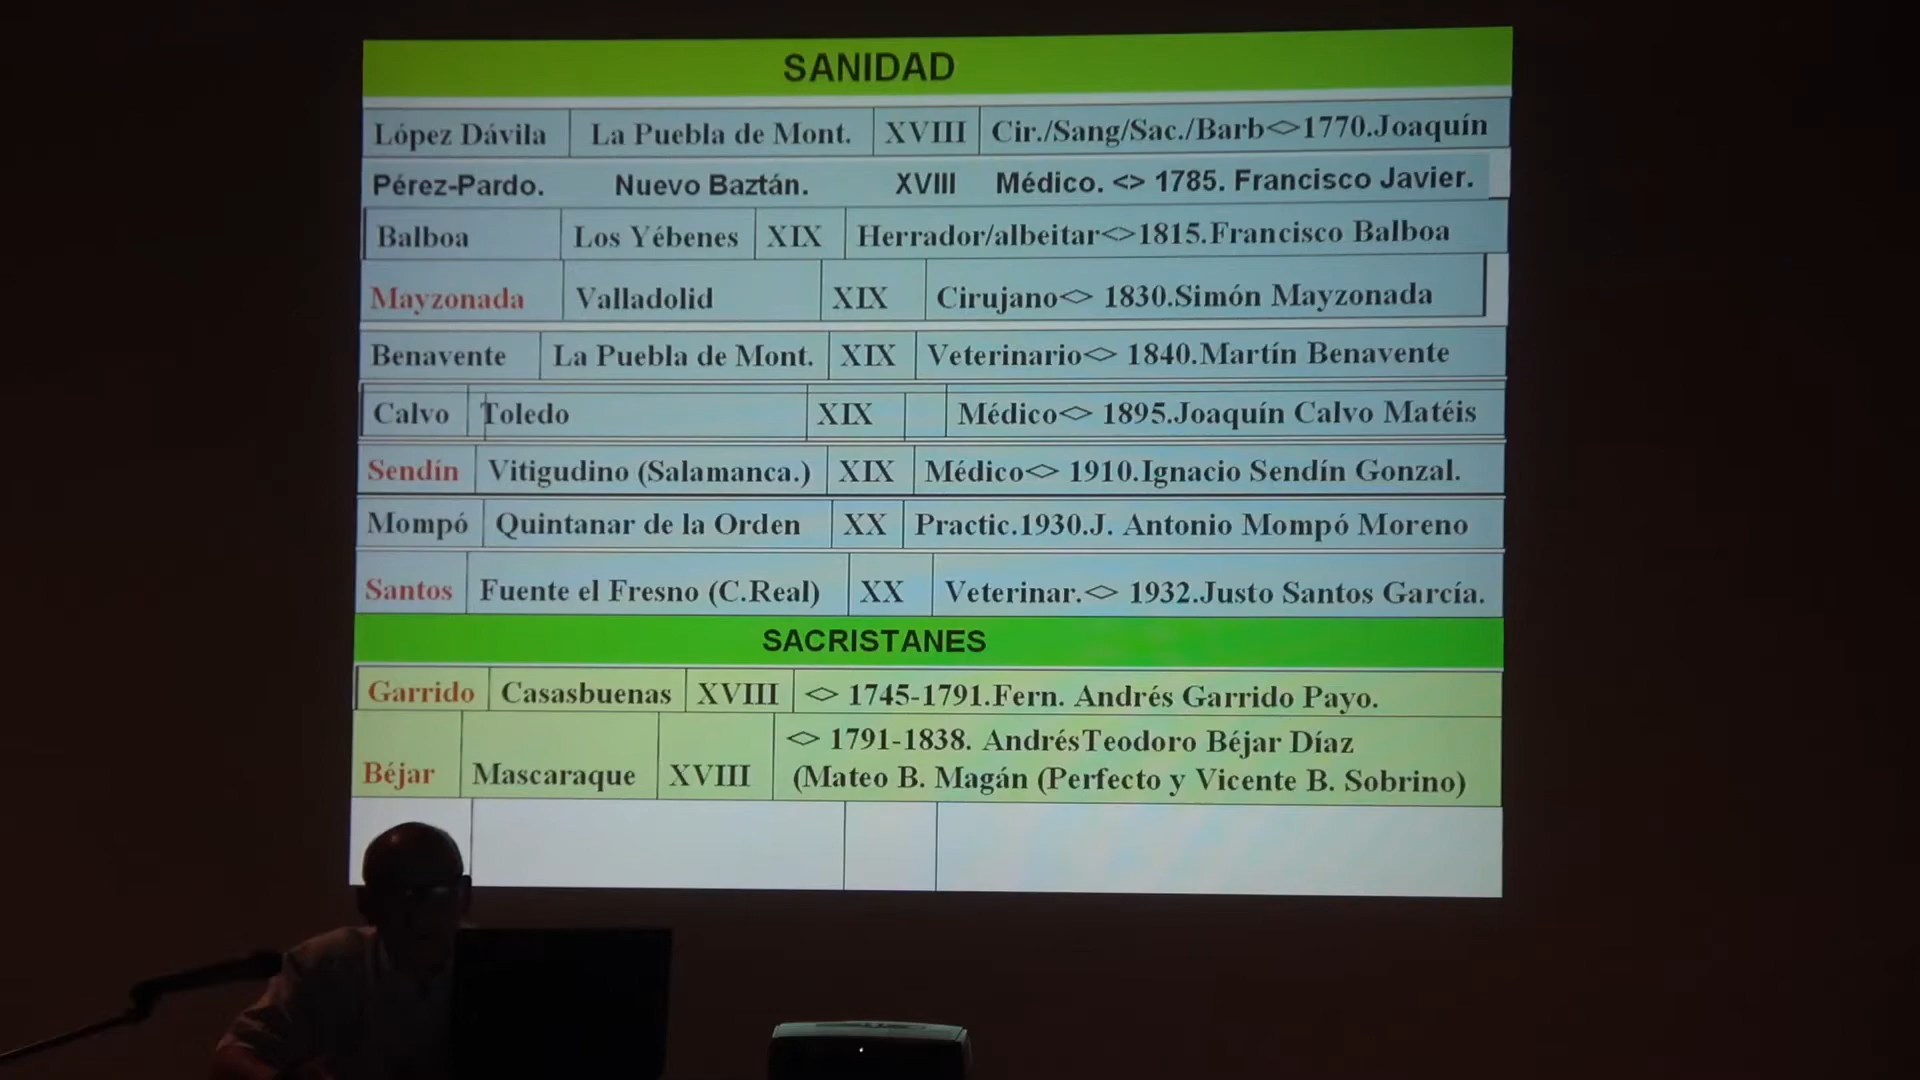 SANIDAD
López Dávila La Puebla de Mont. XVIII Cir./Sang/Sac./Barb<>1770.Joaquín
Pérez-Pardo. Nuevo Baztán. XVIII Médico. <> 1785. Francisco Javier.
Balboa Los Yébenes XIX Herrador/albeitar<>1815.Francisco Balboa
Mayzonada Valladolid XIX Cirujano<> 1830.Simón Mayzonada
Benavente La Puebla de Mont. XIX Veterinario<> 1840.Martín Benavente
Calvo Toledo XIX Médico<> 1895.Joaquín Calvo Matéis
Sendín Vitigudino (Salamanca.) XIX Médico<> 1910.Ignacio Sendín Gonzal.
Mompó Quintanar de la Orden XX Practic.1930.J. Antonio Mompó Moreno
Santos Fuente el Fresno (C.Real) XX Veterinar.<> 1932.Justo Santos García.
SACRISTANES
Garrido Casasbuenas XVIII <> 1745-1791.Fern. Andrés Garrido Payo.
<> 1791-1838. AndrésTeodoro Béjar Díaz
Béjar Mascaraque XVIII (Mateo B. Magán (Perfecto y Vicente B. Sobrino)